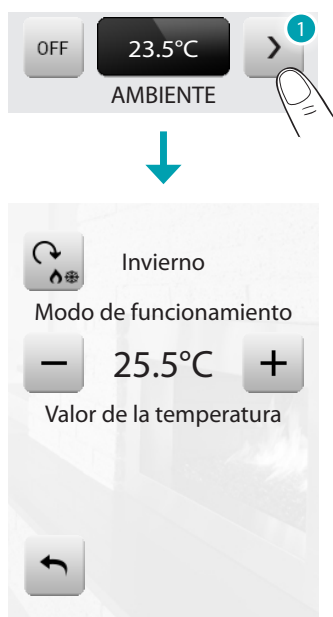 OFF
23.5°C
1
AMBIENTE
Invierno
Modo de funcionamiento
25.5°C
Valor de la temperatura